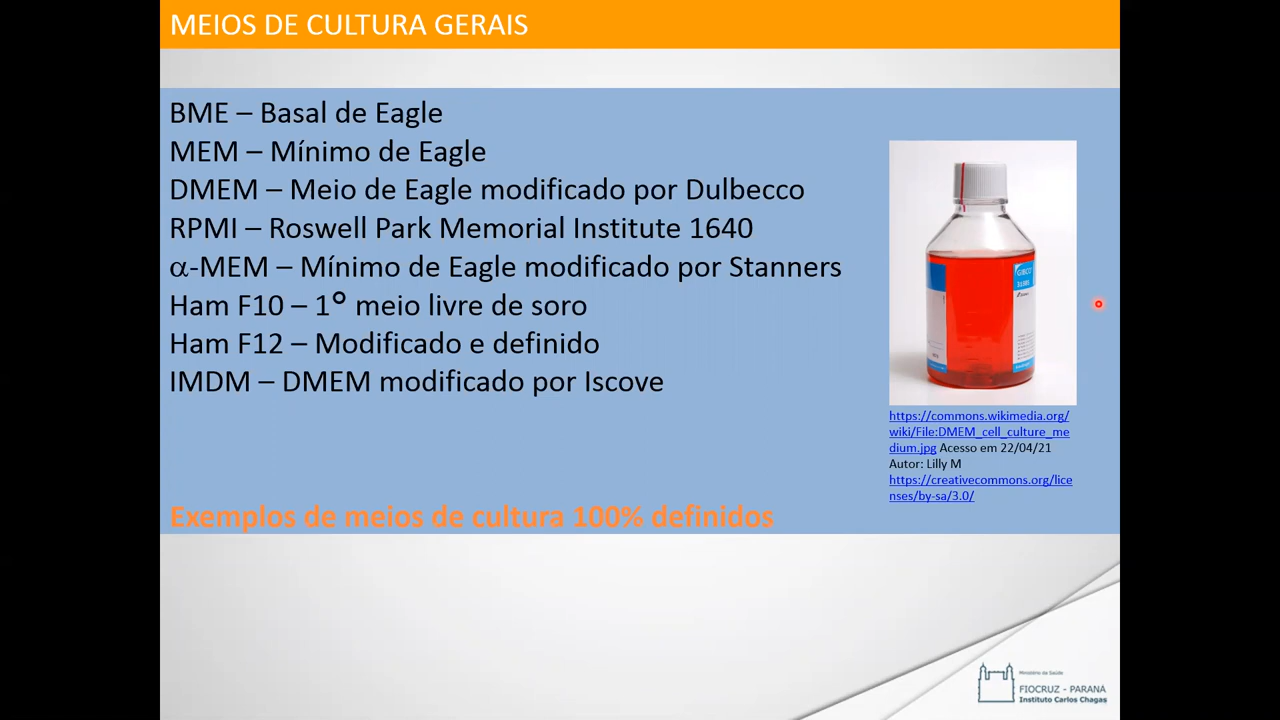 MEIOS DE CULTURA GERAIS
BME – Basal de Eagle
MEM – Mínimo de Eagle
DMEM – Meio de Eagle modificado por Dulbecco
RPMI – Roswell Park Memorial Institute 1640
α-MEM – Mínimo de Eagle modificado por Stanners
Ham F10 – 1° meio livre de soro
Ham F12 – Modificado e definido
IMDM – DMEM modificado por Iscove
Exemplos de meios de cultura 100% definidos
GIBCO
https://commons.wikimedia.org/
wiki/File:DMEM_cell_culture_me
dium.jpg Acesso em 22/04/21
Autor: Lilly M
https://creativecommons.org/lice
nses/by-sa/3.0/
Ministério da Saúde
FIOCRUZ - PARANÁ
Instituto Carlos Chagas